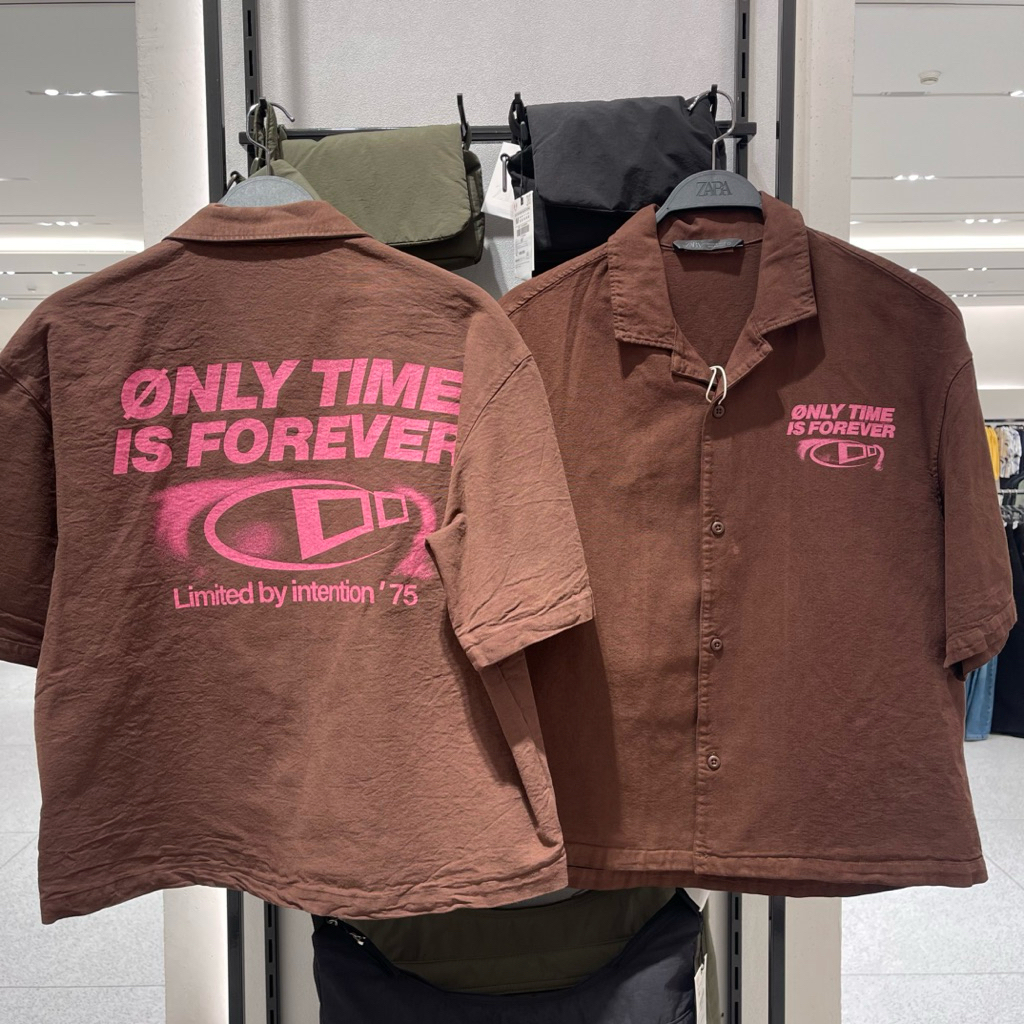 ØNLY TIME
IS FOREVER
Limited by intention '75
ZARA
ØNLY TIME
IS FOREVER